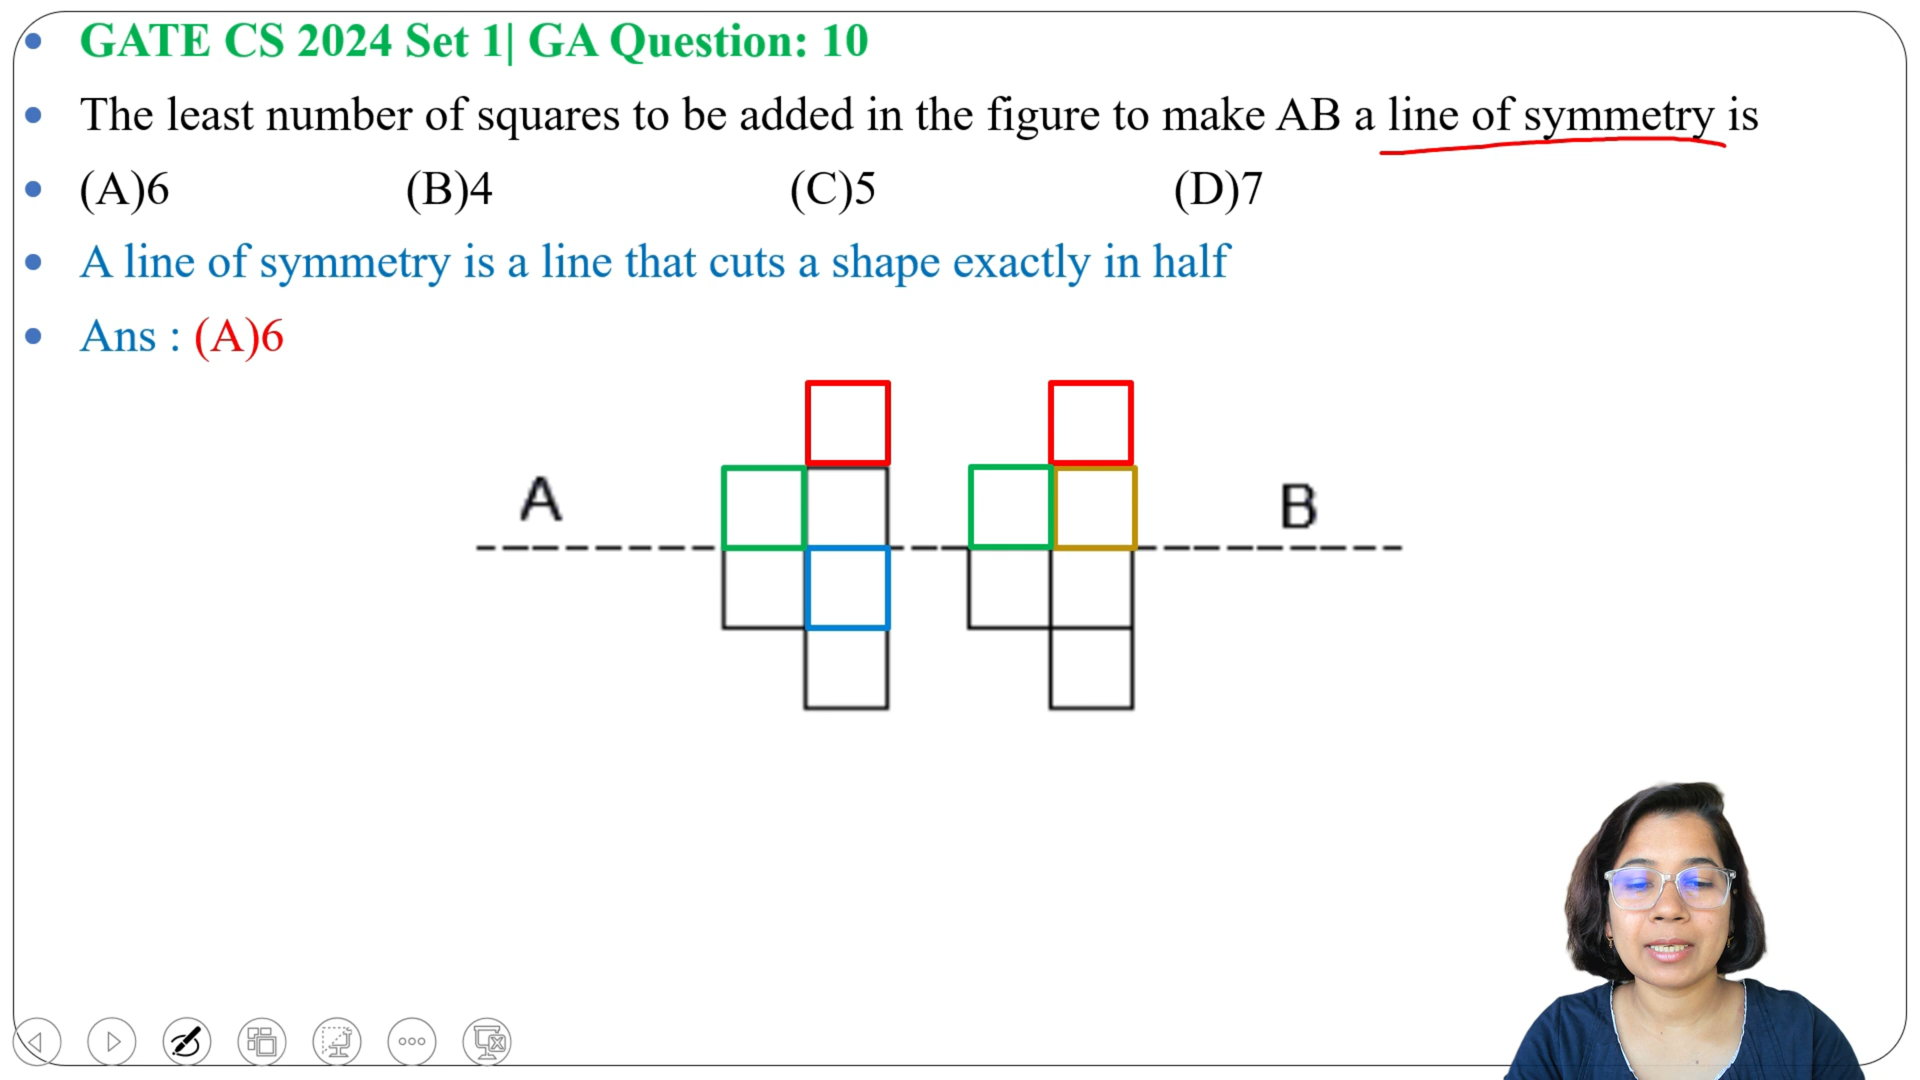 GATE CS 2024 Set 1| GA Question: 10
The least number of squares to be added in the figure to make AB a line of symmetry is
(A)6 (B)4 (C)5 (D)7
A line of symmetry is a line that cuts a shape exactly in half
Ans : (A)6
A B